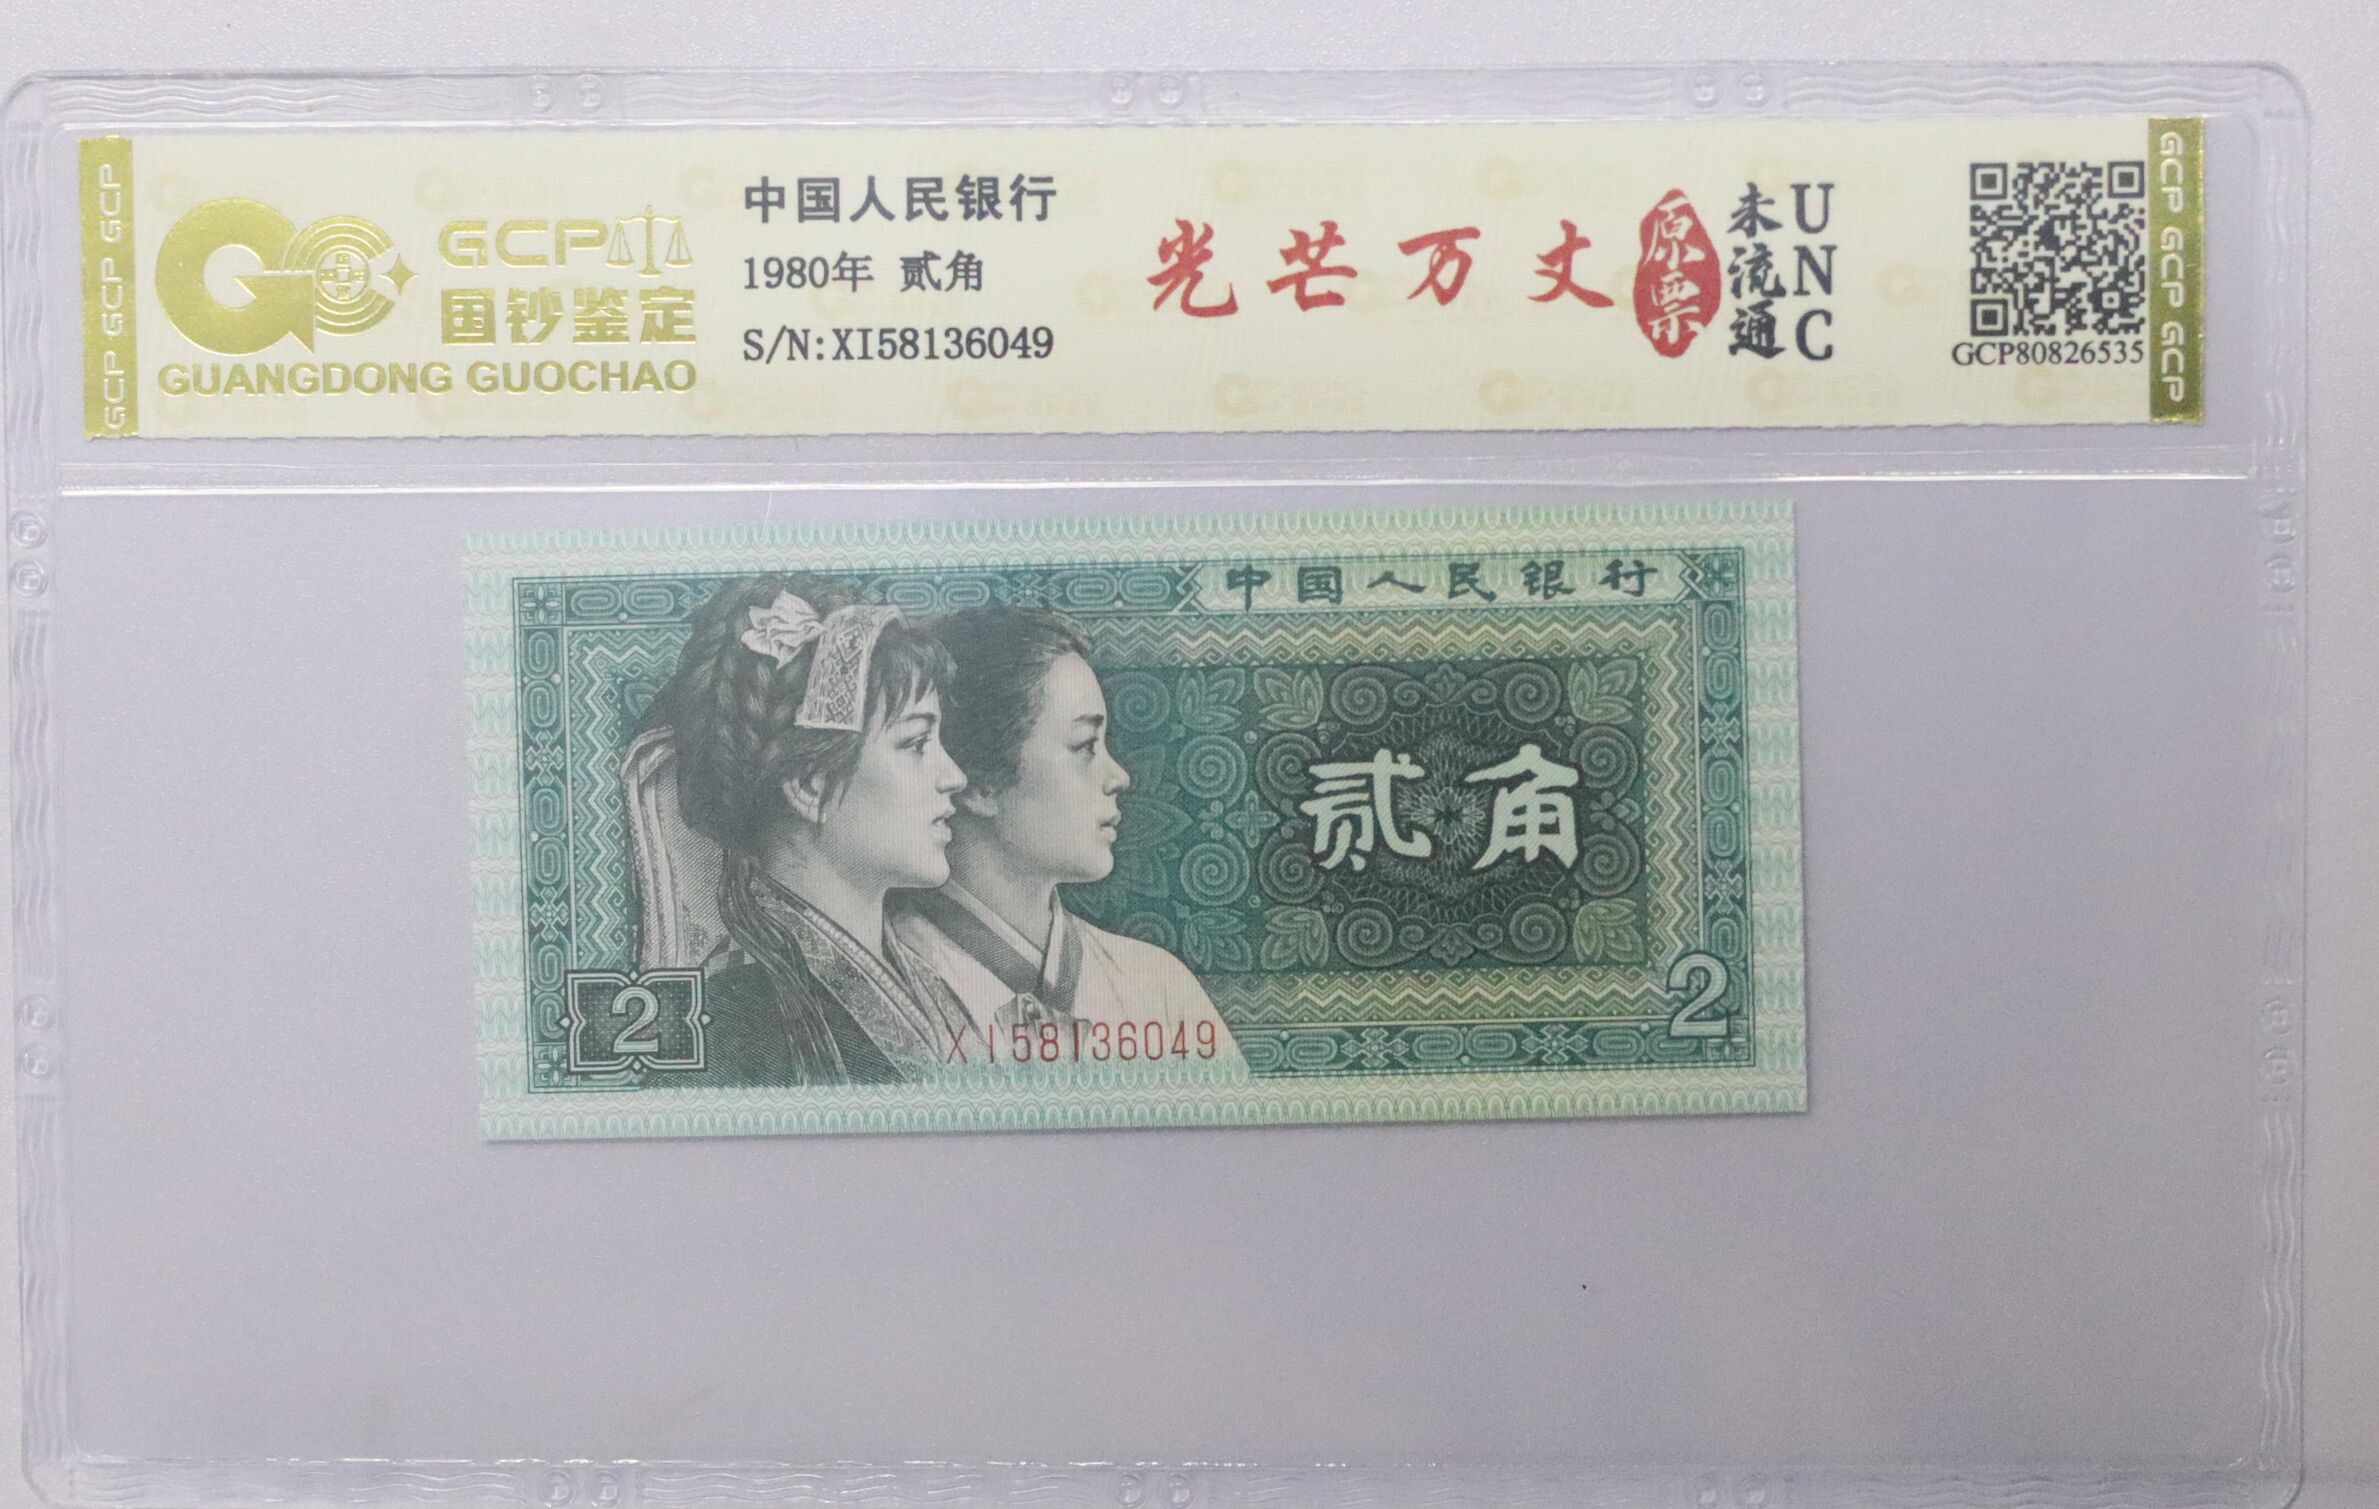 GCP GCP GCP
GCP
国钞鉴定
GUANGDONG GUOCHAO
中国人民银行
1980年 贰角
S/N:XI58136049
光芒万丈
原票
未流通
UNC
GCP80826535
GCP GCP GCP
中国人民银行
贰角
2
2
XI58136049